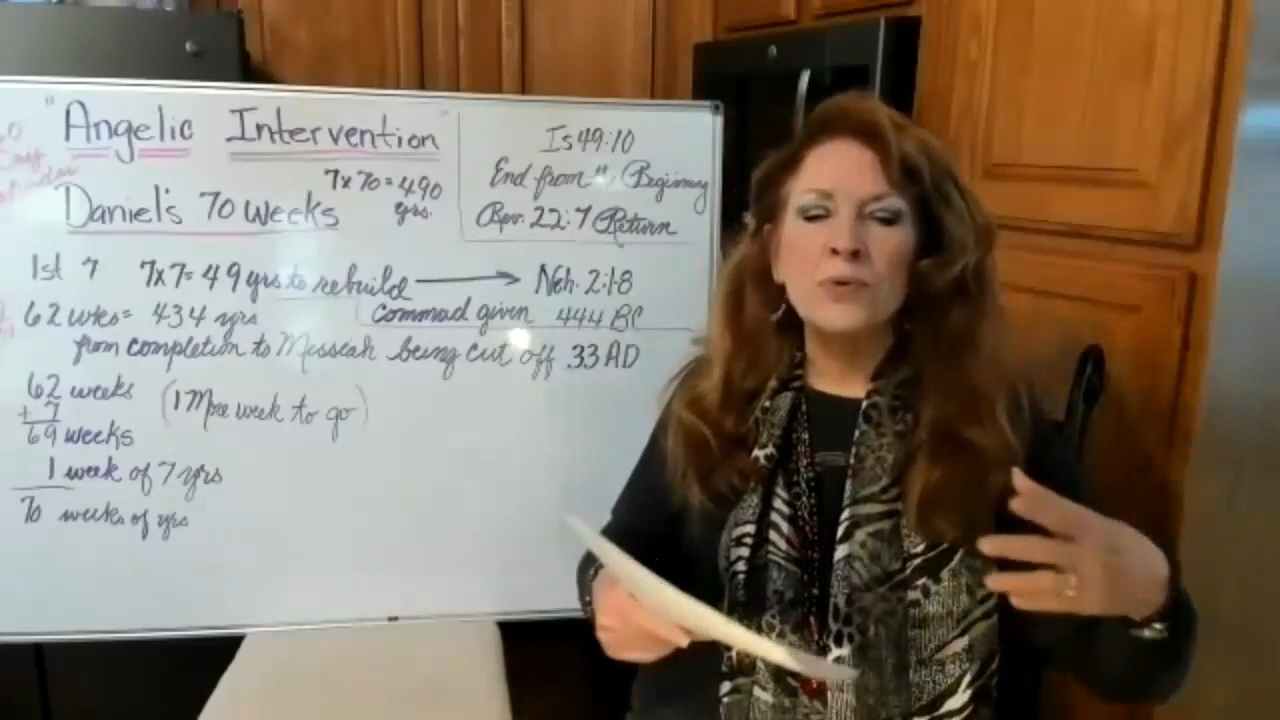 "Angelic Intervention"
7x70=490
yrs.
Daniel's 70 Weeks
Is 49:10
End from Beginning
Rev. 22:7 Return
1st 7 7x7=49 yrs to rebuild Neh. 2:1-8
62 wks= 434 yrs Commad given 444 BC
from completion to Messeah being cut off 33 AD
62 weeks (1 More week to go)
+ 7
69 weeks
1 week of 7 yrs
70 weeks of yrs